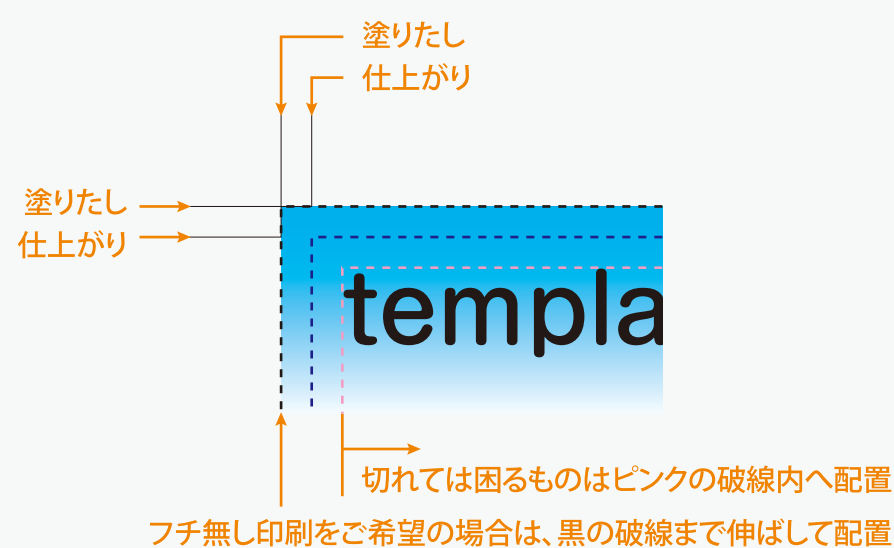 塗りたし
仕上がり
塗りたし
仕上がり
templa
切れては困るものはピンクの破線内へ配置
フチ無し印刷をご希望の場合は、黒の破線まで伸ばして配置